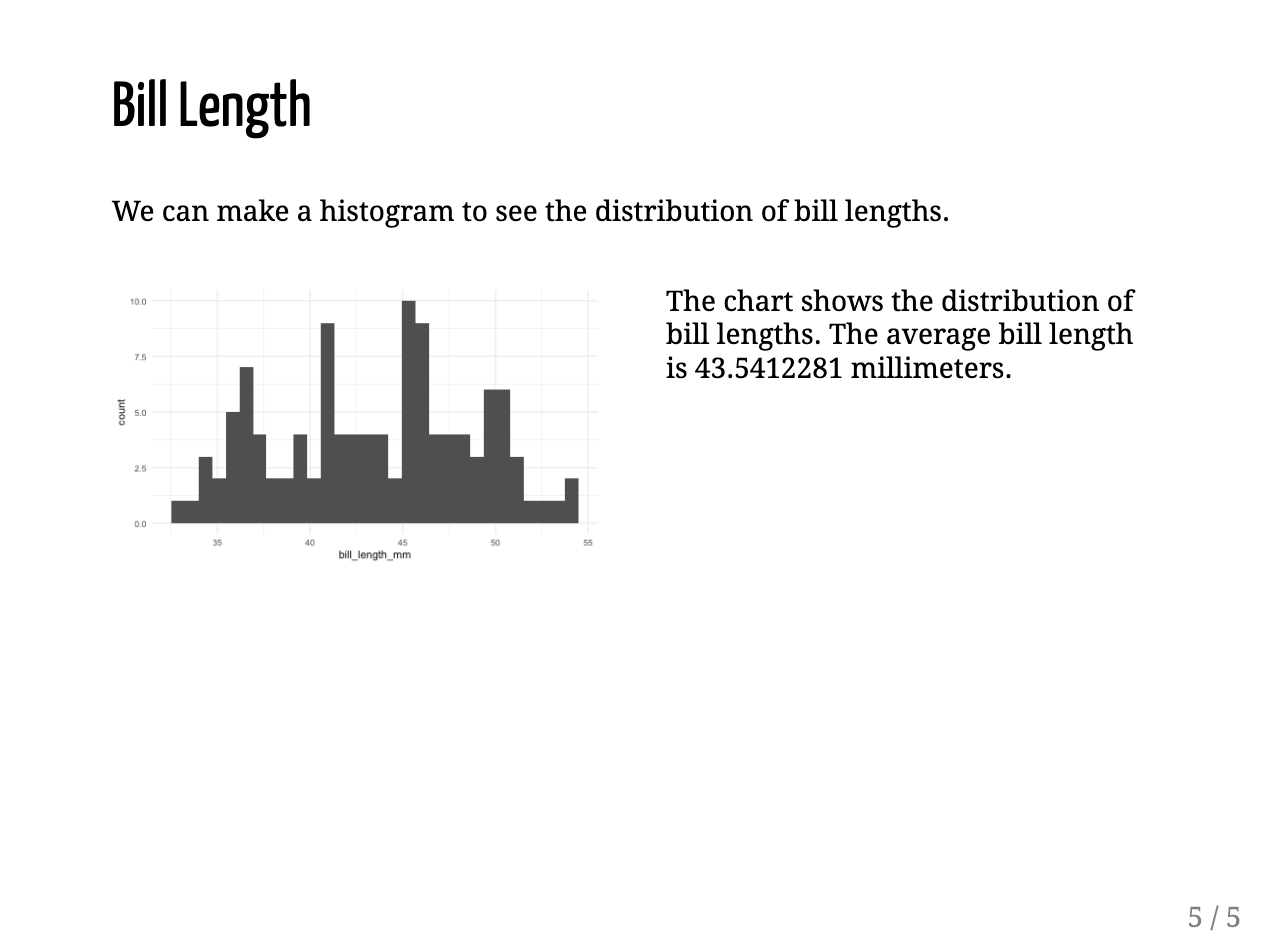 Bill Length
We can make a histogram to see the distribution of bill lengths.
10.0
7.5
5.0
2.5
0.0
count
35 40 45 50 55
bill_length_mm
The chart shows the distribution of
bill lengths. The average bill length
is 43.5412281 millimeters.
5 / 5